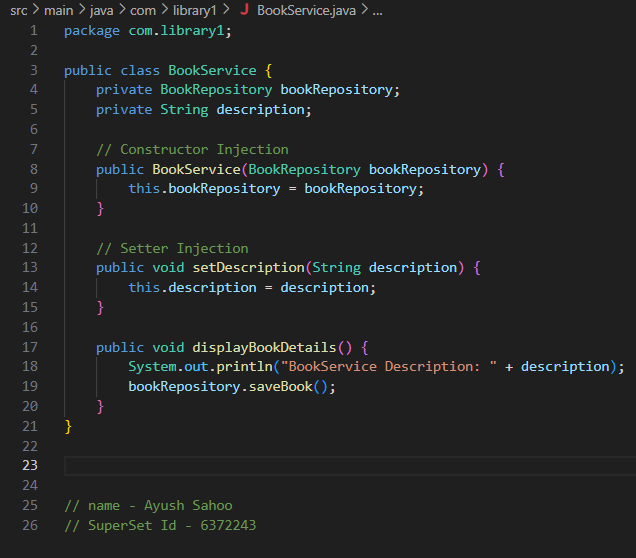 src > main > java > com > library1 > J BookService.java > ...
1 package com.library1;
2
3 public class BookService {
4     private BookRepository bookRepository;
5     private String description;
6
7     // Constructor Injection
8     public BookService(BookRepository bookRepository) {
9         this.bookRepository = bookRepository;
10     }
11
12     // Setter Injection
13     public void setDescription(String description) {
14         this.description = description;
15     }
16
17     public void displayBookDetails() {
18         System.out.println("BookService Description: " + description);
19         bookRepository.saveBook();
20     }
21 }
22
23
24
25 // name - Ayush Sahoo
26 // SuperSet Id - 6372243